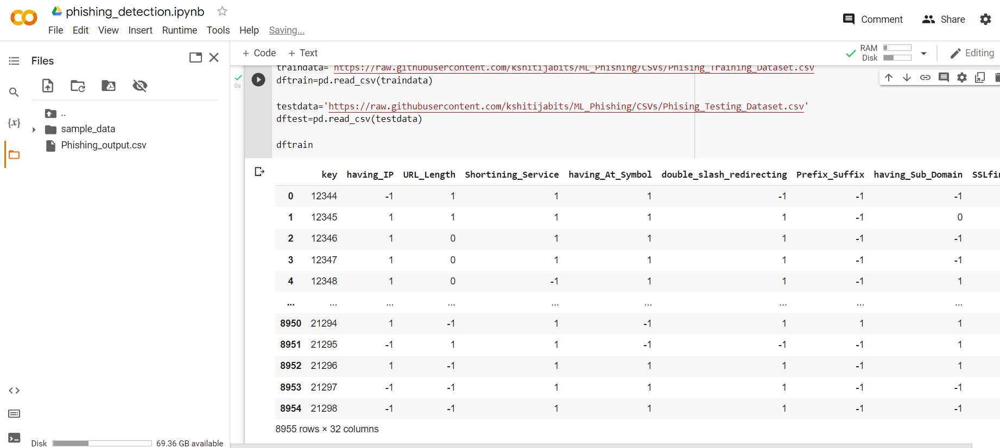 phishing_detection.ipynb
File Edit View Insert Runtime Tools Help Saving...
Comment Share
Files
+ Code + Text
RAM
Disk
Editing
traindata='https://raw.githubusercontent.com/kshitijabits/ML_Phishing/CSVs/Phising_Training_Dataset.csv
0s
dftrain=pd.read_csv(traindata)
testdata='https://raw.githubusercontent.com/kshitijabits/ML_Phishing/CSVs/Phising_Testing_Dataset.csv'
dftest=pd.read_csv(testdata)
dftrain
{x}
..
sample_data
Phishing_output.csv
key having_IP URL_Length Shortining_Service having_At_Symbol double_slash_redirecting Prefix_Suffix having_Sub_Domain SSLfi
0 12344 -1 1 1 1 -1 -1 -1
1 12345 1 1 1 1 1 -1 0
2 12346 1 0 1 1 1 -1 -1
3 12347 1 0 1 1 1 -1 -1
4 12348 1 0 -1 1 1 -1 1
... ... ... ... ... ... ... ... ...
8950 21294 1 -1 1 -1 1 1 1
8951 21295 -1 1 1 -1 -1 -1 1
8952 21296 1 -1 1 1 1 -1 1
8953 21297 -1 -1 1 1 1 -1 -1
8954 21298 -1 -1 1 1 1 -1 -1
8955 rows × 32 columns
Disk 69.36 GB available